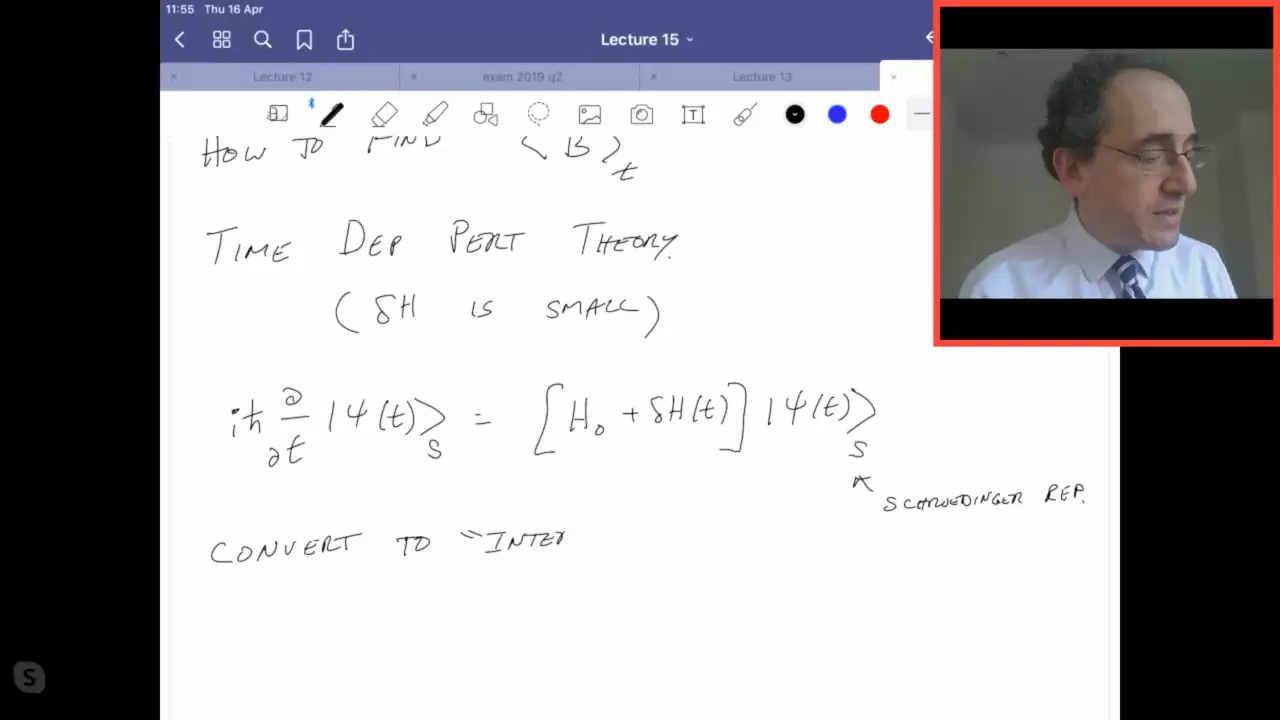 11:55 Thu 16 Apr
Lecture 15
Lecture 12 exam 2019 q2 Lecture 13
T
HOW TO FIND ⟨B⟩_t
TIME DEP PERT THEORY.
(δH IS SMALL)
iħ ∂/∂t |Ψ(t)⟩_S = [H₀ + δH(t)] |Ψ(t)⟩_S
SCHROEDINGER REP.
CONVERT TO "INTER
S